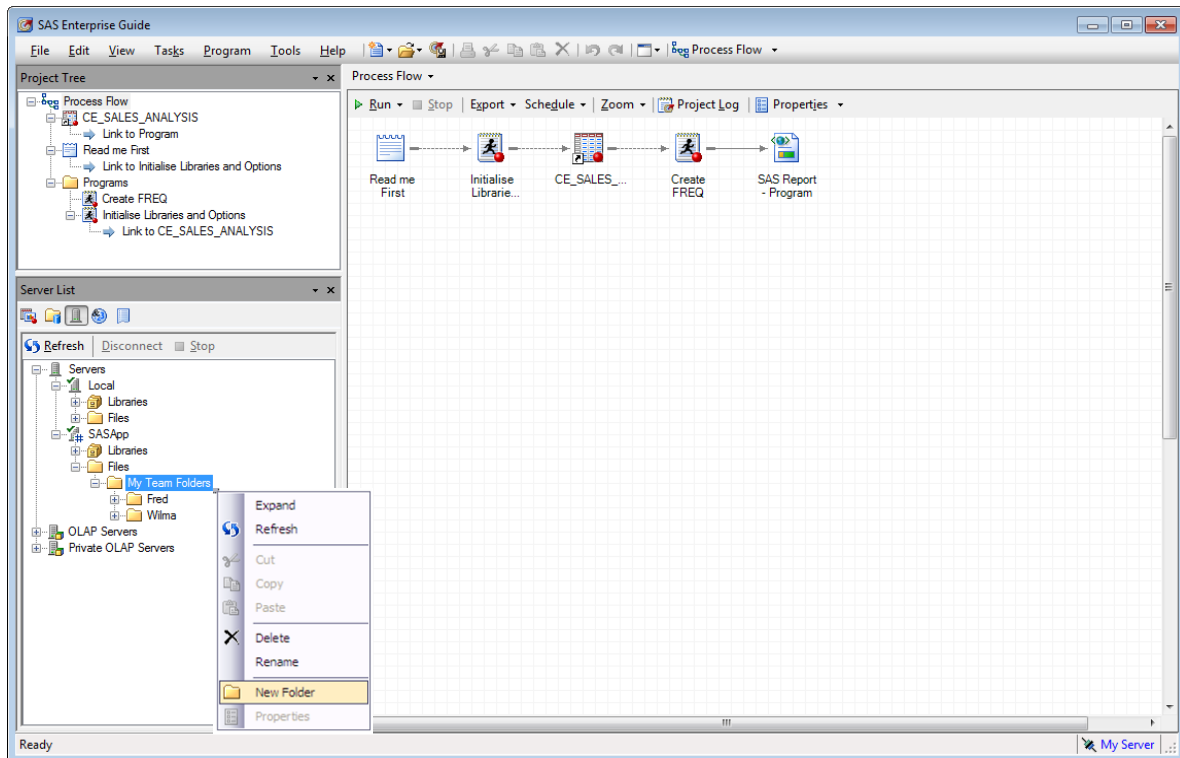 SAS Enterprise Guide
File Edit View Tasks Program Tools Help Process Flow
Project Tree
Process Flow
CE_SALES_ANALYSIS
Link to Program
Read me First
Link to Initialise Libraries and Options
Programs
Create FREQ
Initialise Libraries and Options
Link to CE_SALES_ANALYSIS
Process Flow
Run Stop Export Schedule Zoom Project Log Properties
Read me
First
Initialise
Librarie...
CE_SALES_...
Create
FREQ
SAS Report
- Program
Server List
Refresh Disconnect Stop
Servers
Local
Libraries
Files
SASApp
Libraries
Files
My Team Folders
Fred
Wilma
OLAP Servers
Private OLAP Servers
Expand
Refresh
Cut
Copy
Paste
Delete
Rename
New Folder
Properties
Ready
My Server